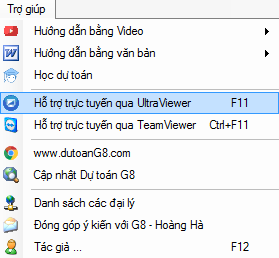 Trợ giúp
Hướng dẫn bằng Video
Hướng dẫn bằng văn bản
Học dự toán
Hỗ trợ trực tuyến qua UltraViewer F11
Hỗ trợ trực tuyến qua TeamViewer Ctrl+F11
www.dutoanG8.com
Cập nhật Dự toán G8
Danh sách các đại lý
Đóng góp ý kiến với G8 - Hoàng Hà
Tác giả ... F12